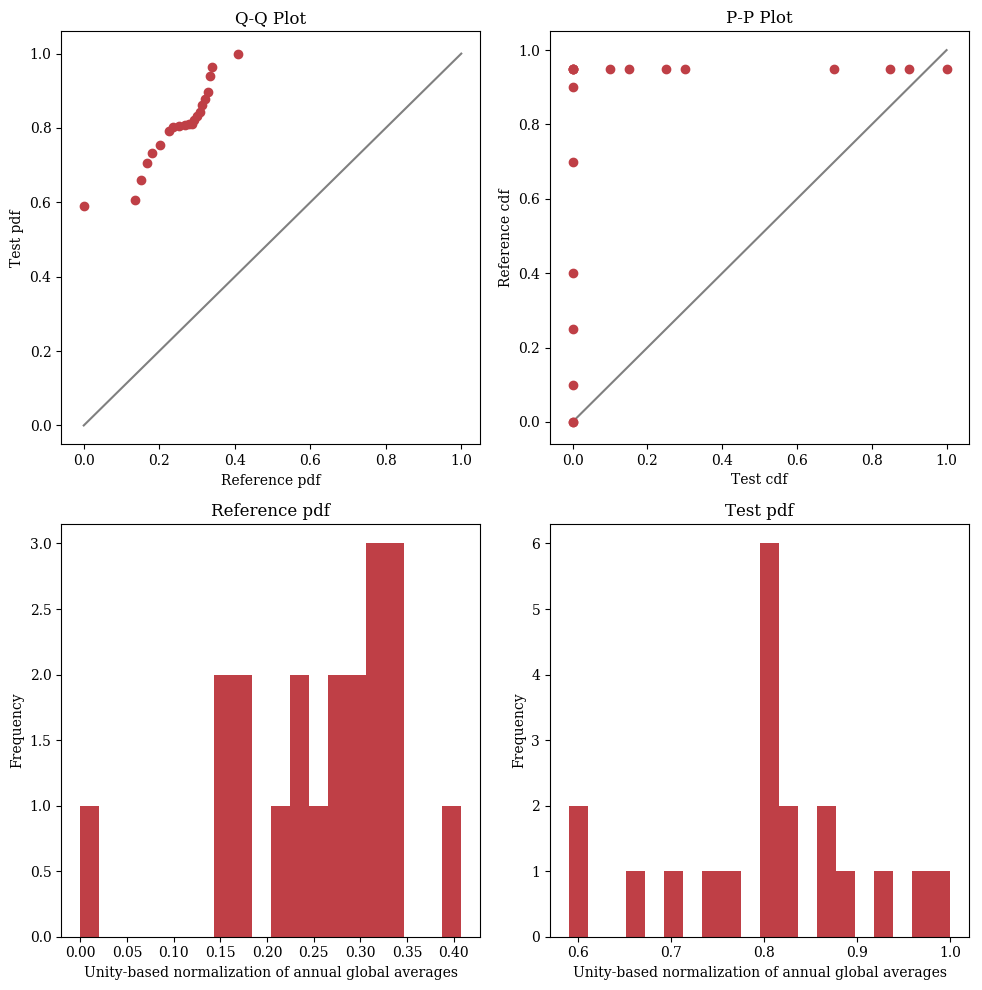 Q-Q Plot
1.0
0.8
0.6
0.4
0.2
0.0
Test pdf
0.0 0.2 0.4 0.6 0.8 1.0
Reference pdf
P-P Plot
1.0
0.8
0.6
0.4
0.2
0.0
Reference cdf
0.0 0.2 0.4 0.6 0.8 1.0
Test cdf
Reference pdf
3.0
2.5
2.0
1.5
1.0
0.5
0.0
Frequency
0.00 0.05 0.10 0.15 0.20 0.25 0.30 0.35 0.40
Unity-based normalization of annual global averages
Test pdf
6
5
4
3
2
1
0
Frequency
0.6 0.7 0.8 0.9 1.0
Unity-based normalization of annual global averages